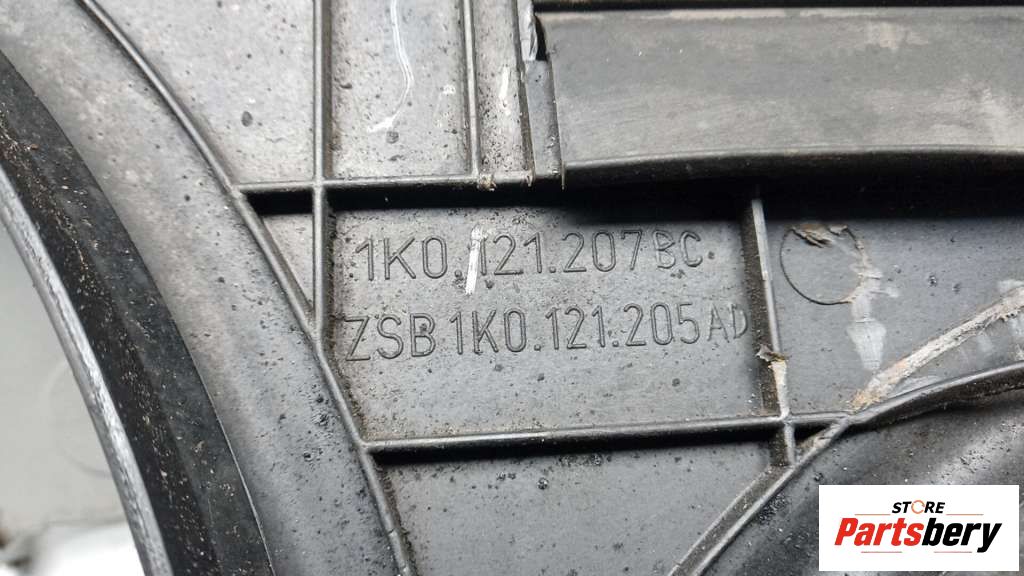 1K0.121.207BC
ZSB 1K0.121.205AD
STORE
Partsbery